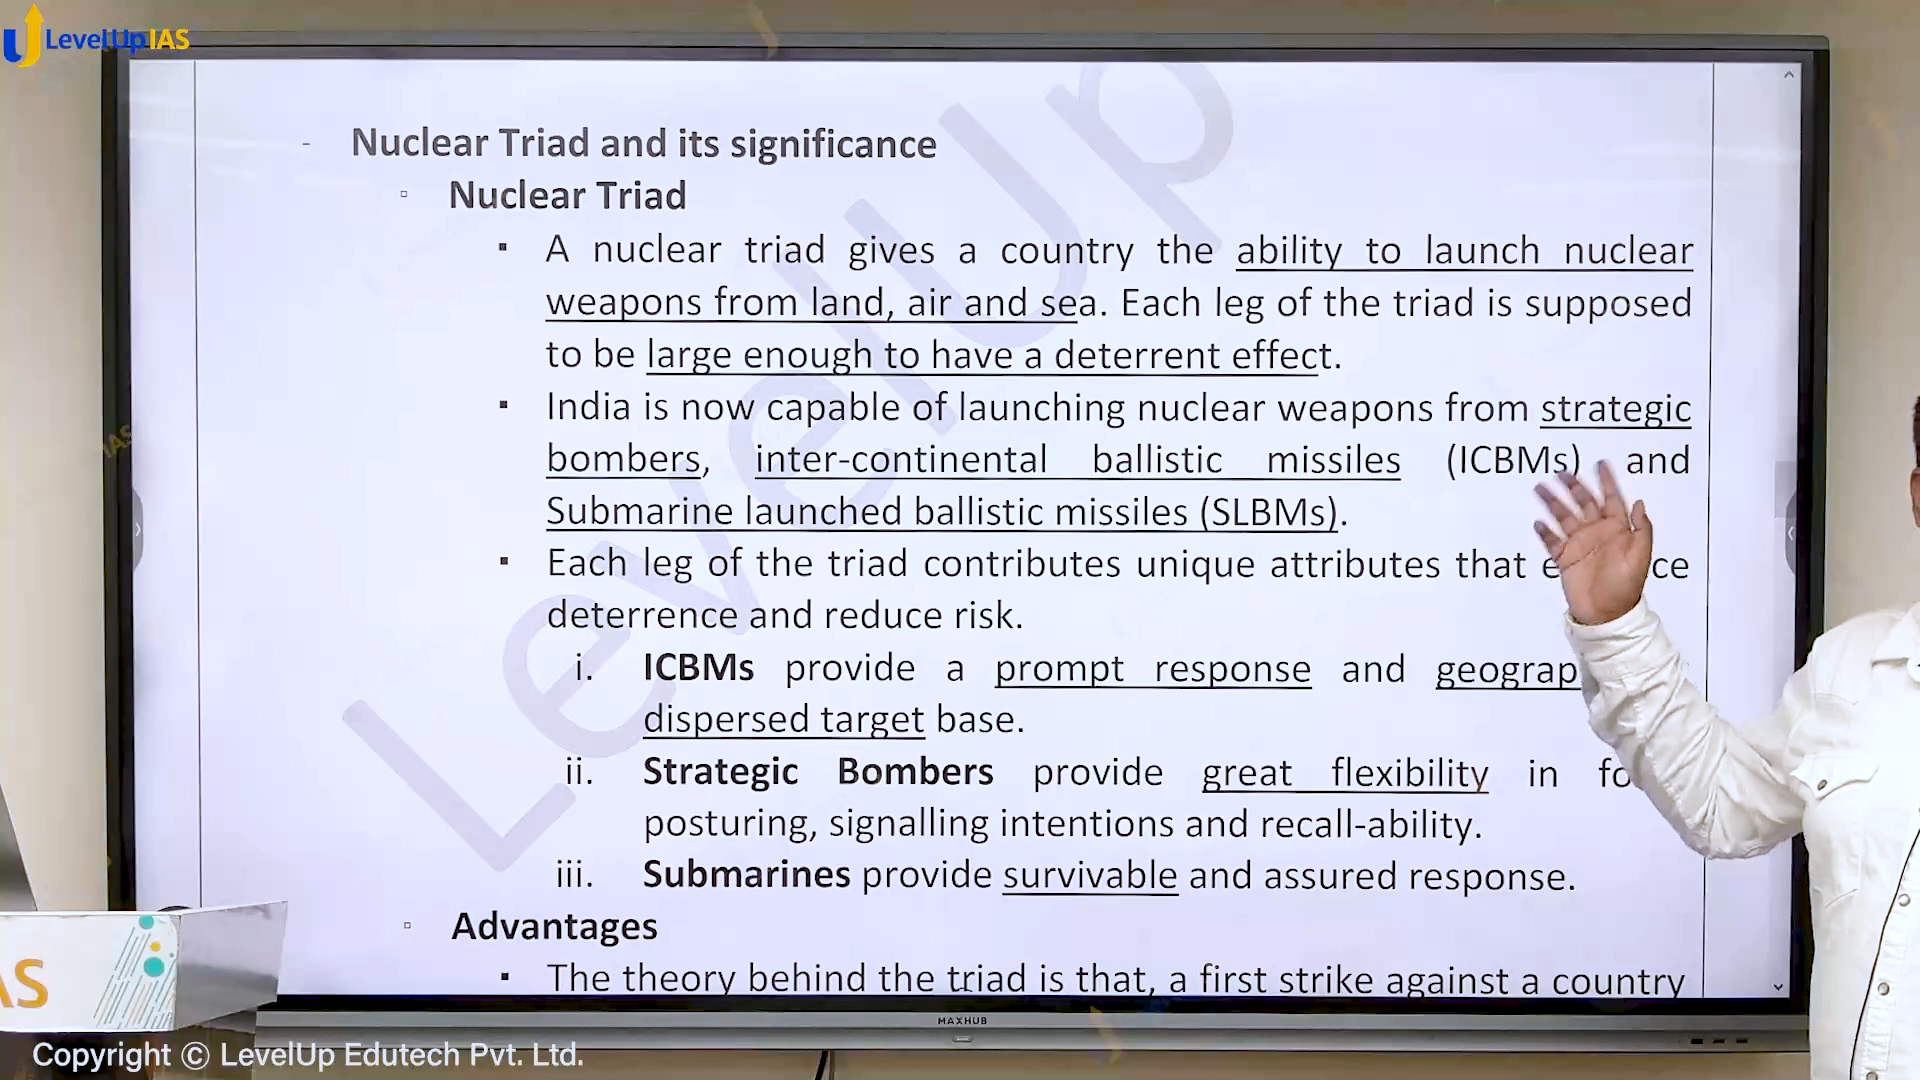 LevelUp IAS
Nuclear Triad and its significance
Nuclear Triad
A nuclear triad gives a country the ability to launch nuclear
weapons from land, air and sea. Each leg of the triad is supposed
to be large enough to have a deterrent effect.
India is now capable of launching nuclear weapons from strategic
bombers, inter-continental ballistic missiles (ICBMs) and
Submarine launched ballistic missiles (SLBMs).
Each leg of the triad contributes unique attributes that
deterrence and reduce risk.
i. ICBMs provide a prompt response and
dispersed target base.
ii. Strategic Bombers provide great flexibility in
posturing, signalling intentions and recall-ability.
iii. Submarines provide survivable and assured response.
Advantages
The theory behind the triad is that, a first strike against a country
LevelUp
IAS
AS
MAXHUB
Copyright © LevelUp Edutech Pvt. Ltd.